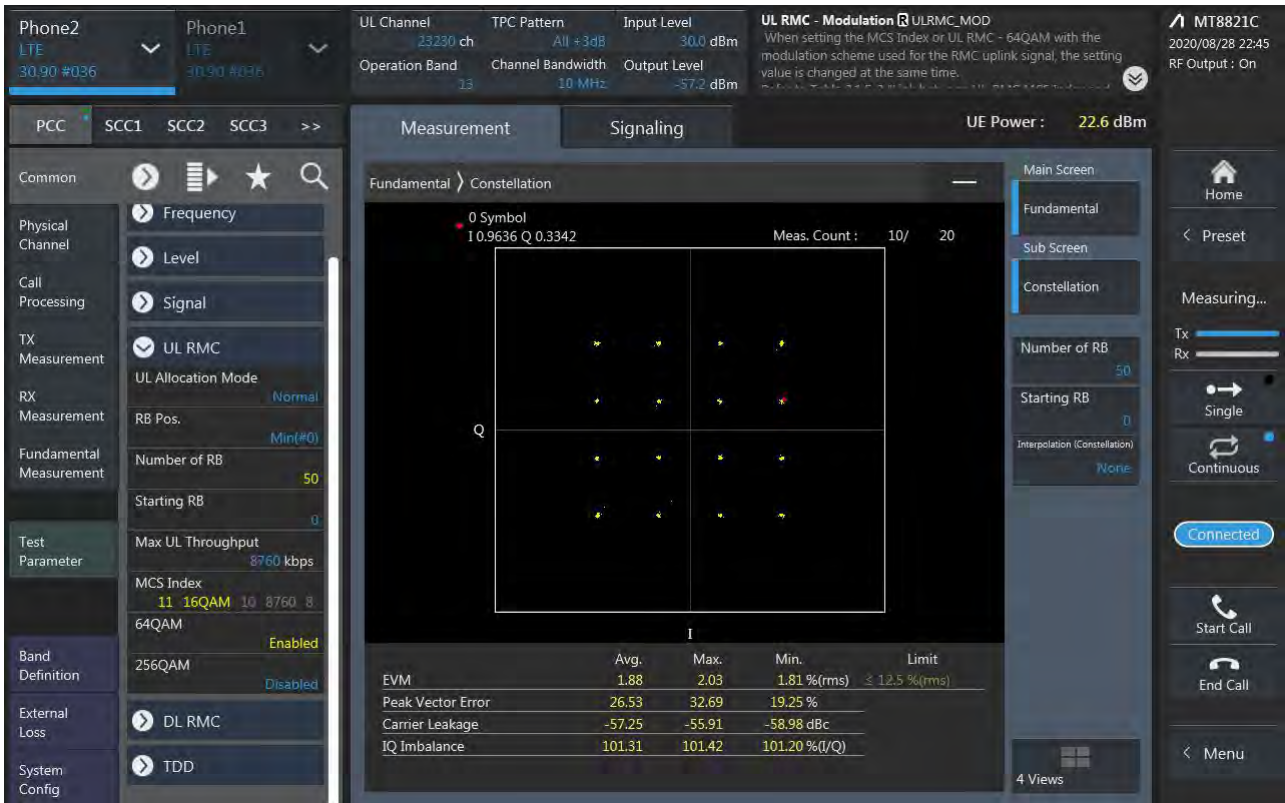 Phone2
LTE
30.90 #036
Phone1
LTE
30.90 #036
UL Channel
23230 ch
TPC Pattern
All +3dB
Input Level
30.0 dBm
Operation Band
13
Channel Bandwidth
10 MHz
Output Level
-57.2 dBm
UL RMC - Modulation R ULRMC_MOD
When setting the MCS Index or UL RMC - 64QAM with the
modulation scheme used for the RMC uplink signal, the setting
value is changed at the same time.
MT8821C
2020/08/28 22:45
RF Output : On
PCC SCC1 SCC2 SCC3 >>
Common
Physical
Channel
Call
Processing
TX
Measurement
RX
Measurement
Fundamental
Measurement
Test
Parameter
Band
Definition
External
Loss
System
Config
Frequency
Level
Signal
UL RMC
UL Allocation Mode
Normal
RB Pos.
Min(#0)
Number of RB
50
Starting RB
0
Max UL Throughput
8760 kbps
MCS Index
11 16QAM 10 8760 8
64QAM
Enabled
256QAM
Disabled
DL RMC
TDD
Measurement
Signaling
UE Power : 22.6 dBm
Fundamental 〉 Constellation
0 Symbol
I 0.9636 Q 0.3342
Meas. Count : 10/ 20
Q
I
Avg. Max. Min. Limit
EVM 1.88 2.03 1.81 %(rms) ≤ 12.5 %(rms)
Peak Vector Error 26.53 32.69 19.25 %
Carrier Leakage -57.25 -55.91 -58.98 dBc
IQ Imbalance 101.31 101.42 101.20 %(I/Q)
Main Screen
Fundamental
Sub Screen
Constellation
Number of RB
50
Starting RB
0
Interpolation (Constellation)
None
4 Views
Home
< Preset
Measuring...
Tx
Rx
Single
Continuous
Connected
Start Call
End Call
< Menu